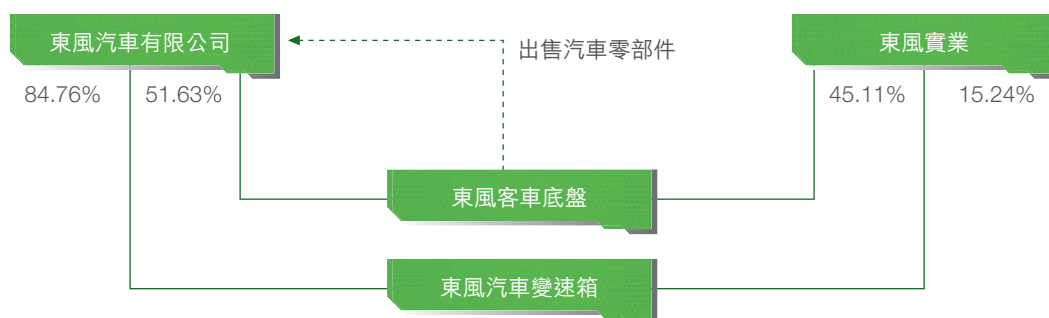 東風汽車有限公司
出售汽車零部件
東風實業
84.76%
51.63%
45.11%
15.24%
東風客車底盤
東風汽車變速箱